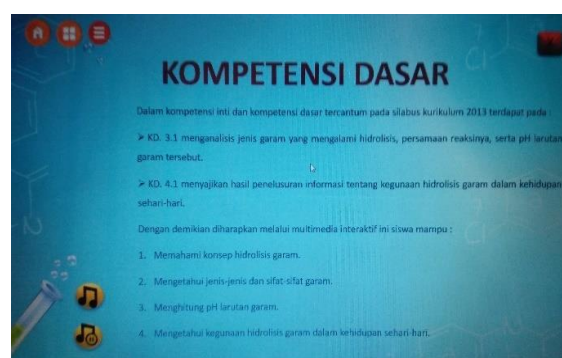 KOMPETENSI DASAR
Dalam kompetensi inti dan kompetensi dasar tercantum pada silabus kurikulum 2013 terdapat pada :
➤ KD. 3.1 menganalisis jenis garam yang mengalami hidrolisis, persamaan reaksinya, serta pH larutan
garam tersebut.
➤ KD. 4.1 menyajikan hasil penelusuran informasi tentang kegunaan hidrolisis garam dalam kehidupan
sehari-hari.
Dengan demikian diharapkan melalui multimedia interaktif ini siswa mampu :
1. Memahami konsep hidrolisis garam.
2. Mengetahui jenis-jenis dan sifat-sifat garam.
3. Menghitung pH larutan garam.
4. Mengetahui kegunaan hidrolisis garam dalam kehidupan sehari-hari.